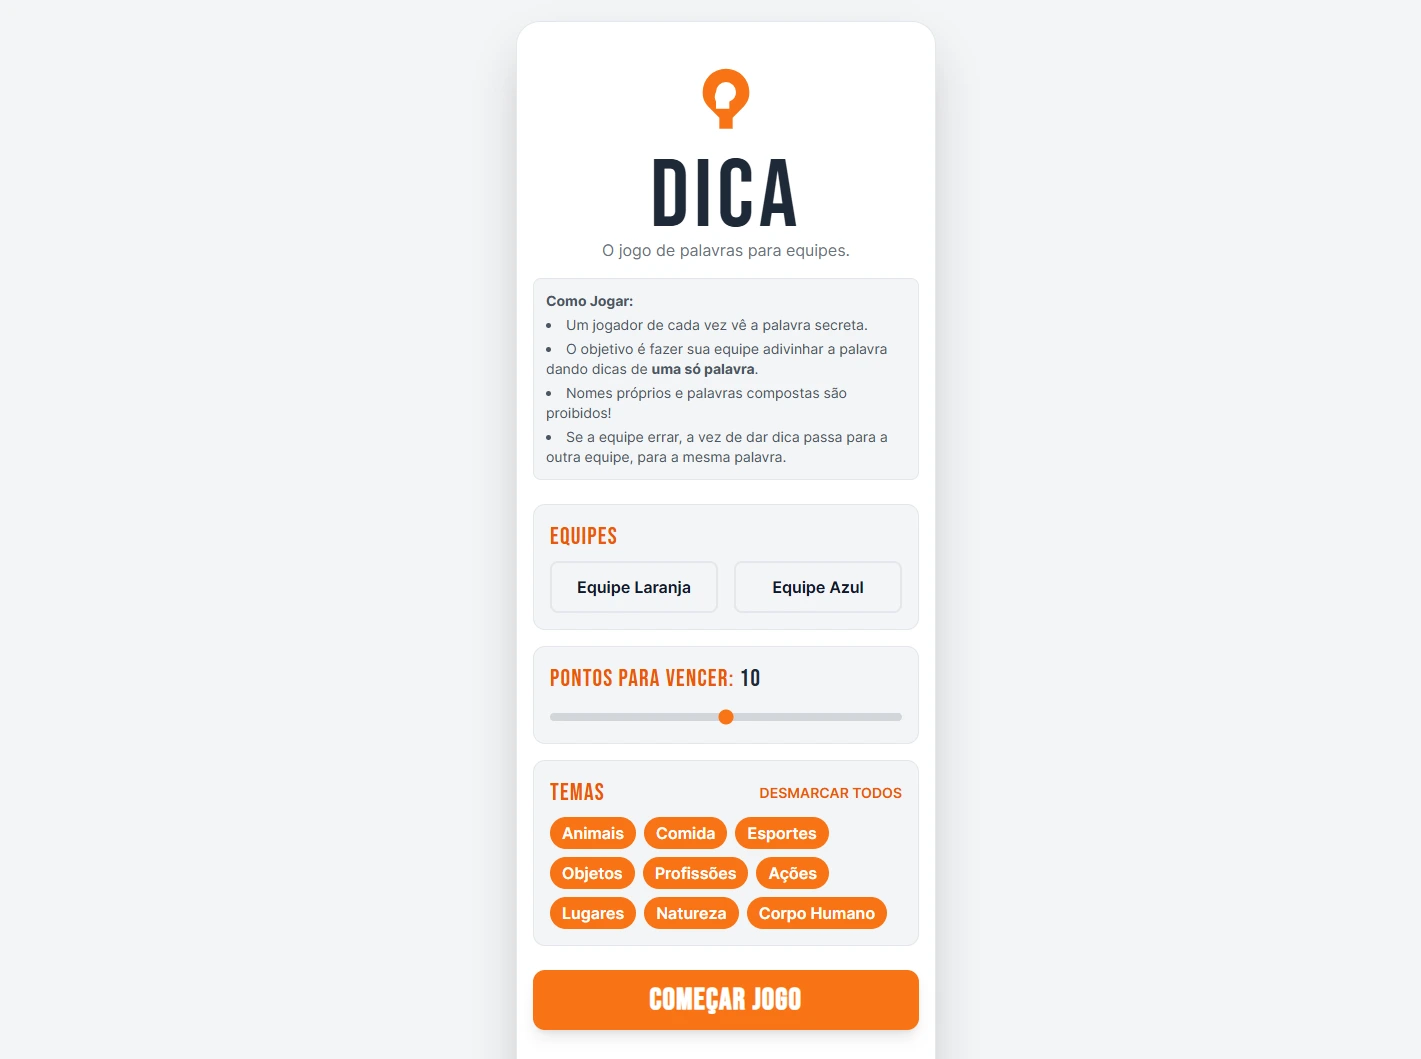 DICA
O jogo de palavras para equipes.
Como Jogar:
• Um jogador de cada vez vê a palavra secreta.
• O objetivo é fazer sua equipe adivinhar a palavra
dando dicas de uma só palavra.
• Nomes próprios e palavras compostas são
proibidos!
• Se a equipe errar, a vez de dar dica passa para a
outra equipe, para a mesma palavra.
EQUIPES
Equipe Laranja Equipe Azul
PONTOS PARA VENCER: 10
TEMAS DESMARCAR TODOS
Animais Comida Esportes
Objetos Profissões Ações
Lugares Natureza Corpo Humano
COMEÇAR JOGO